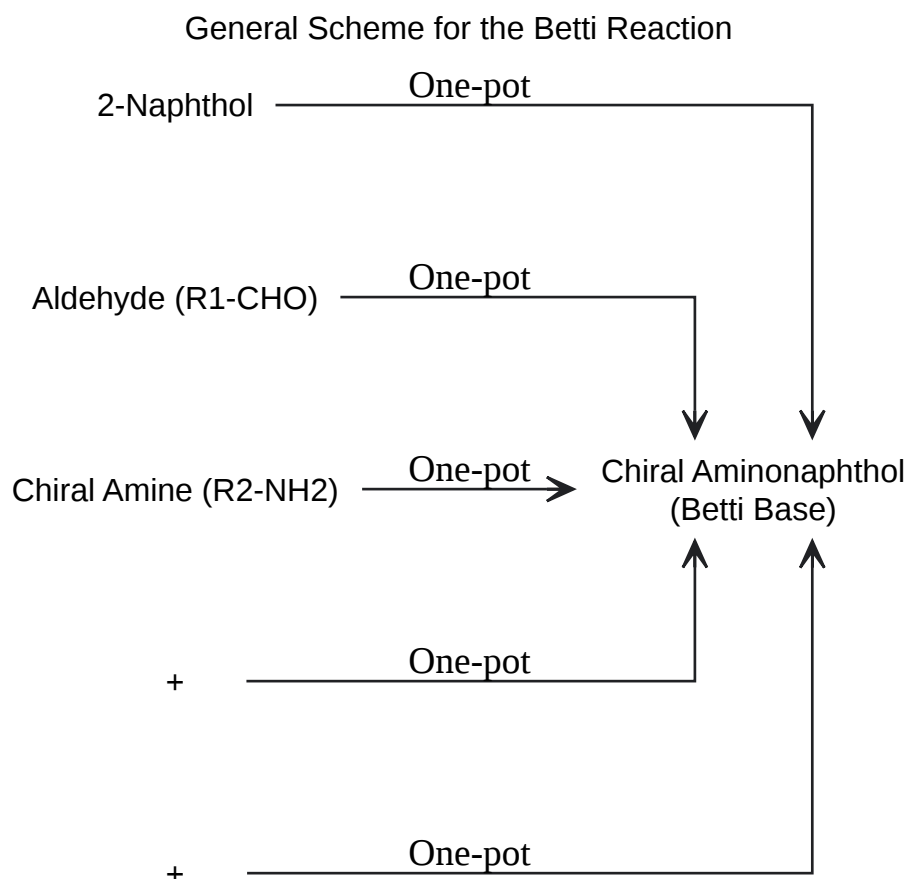 General Scheme for the Betti Reaction
One-pot
2-Naphthol
One-pot
Aldehyde (R1-CHO)
One-pot
Chiral Amine (R2-NH2)
Chiral Aminonaphthol
(Betti Base)
One-pot
+
One-pot
+